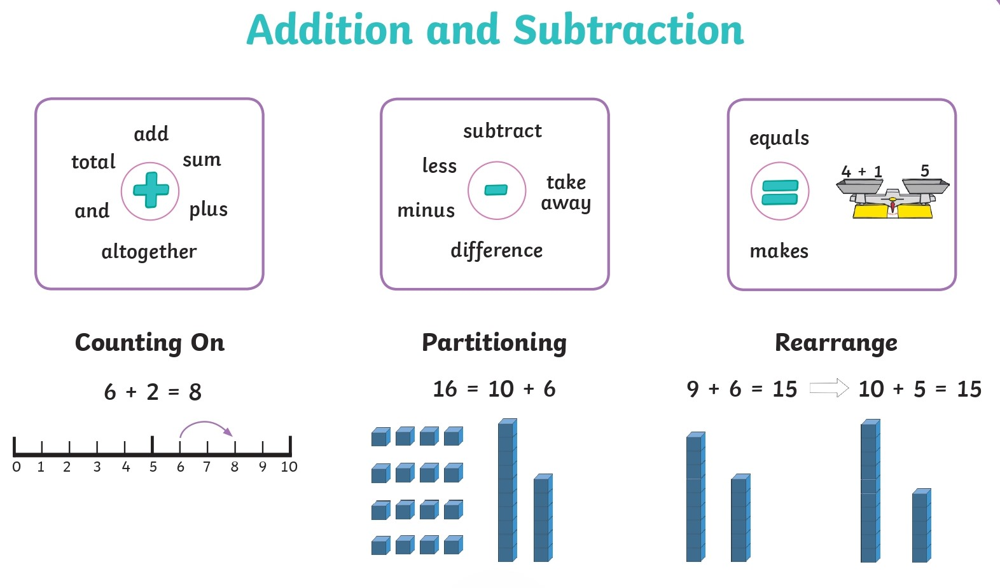 Addition and Subtraction
add
total
sum
+
and
plus
altogether
subtract
less
-
take
away
minus
difference
equals
=
4 + 1
5
makes
Counting On
6 + 2 = 8
0 1 2 3 4 5 6 7 8 9 10
Partitioning
16 = 10 + 6
Rearrange
9 + 6 = 15
10 + 5 = 15